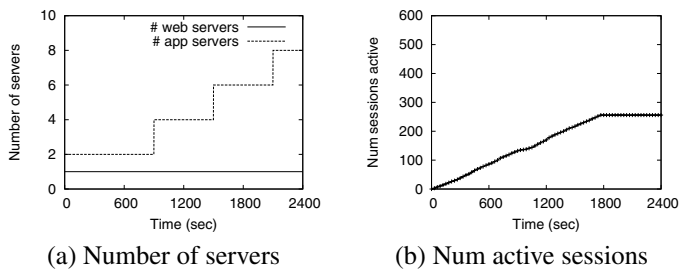 # web servers
# app servers
Number of servers
10
8
6
4
2
0
0 600 1200 1800 2400
Time (sec)
(a) Number of servers
Num sessions active
600
500
400
300
200
100
0
0 600 1200 1800 2400
Time (sec)
(b) Num active sessions